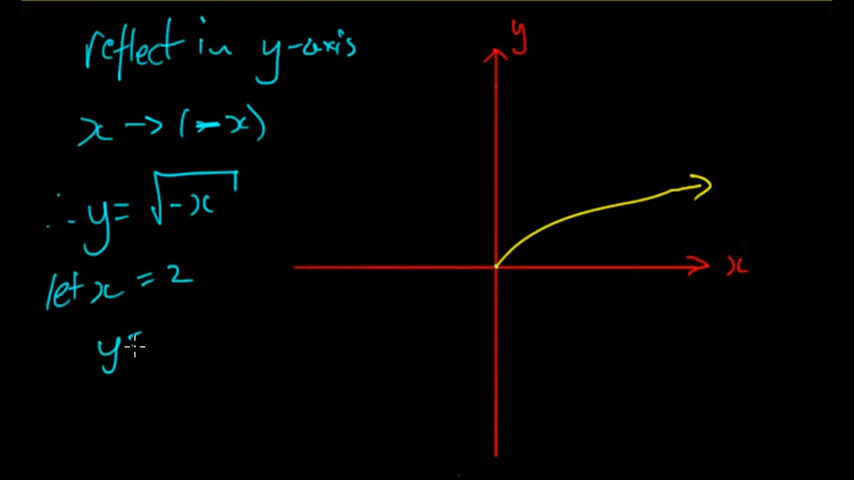 reflect in y-axis
x -> (-x)
∴ y = √-x
let x = 2
y =
y
x